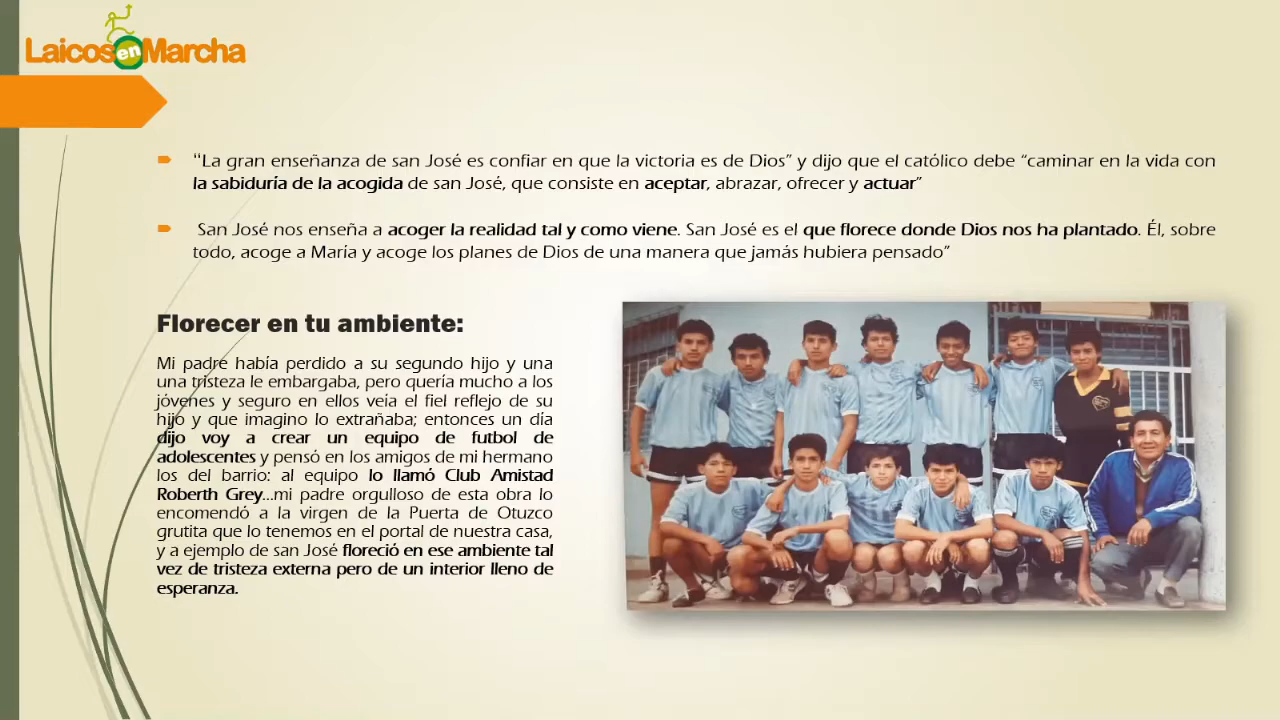 Laicos en Marcha
“La gran enseñanza de san José es confiar en que la victoria es de Dios” y dijo que el católico debe “caminar en la vida con
la sabiduría de la acogida de san José, que consiste en aceptar, abrazar, ofrecer y actuar”
San José nos enseña a acoger la realidad tal y como viene. San José es el que florece donde Dios nos ha plantado. Él, sobre
todo, acoge a María y acoge los planes de Dios de una manera que jamás hubiera pensado”
Florecer en tu ambiente:
Mi padre había perdido a su segundo hijo y una
una tristeza le embargaba, pero quería mucho a los
jóvenes y seguro en ellos veia el fiel reflejo de su
hijo y que imagino lo extrañaba; entonces un día
dijo voy a crear un equipo de futbol de
adolescentes y pensó en los amigos de mi hermano
los del barrio: al equipo lo llamó Club Amistad
Roberth Grey...mi padre orgulloso de esta obra lo
encomendó a la virgen de la Puerta de Otuzco
grutita que lo tenemos en el portal de nuestra casa,
y a ejemplo de san José floreció en ese ambiente tal
vez de tristeza externa pero de un interior lleno de
esperanza.